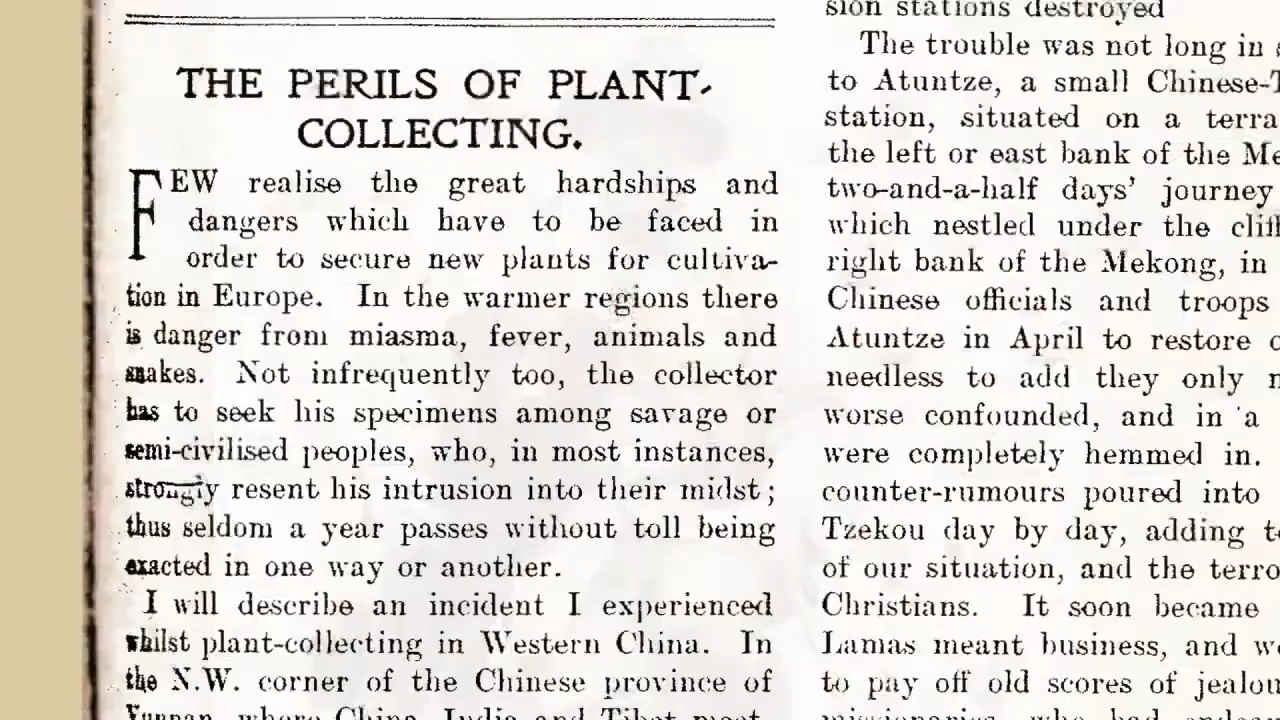 THE PERILS OF PLANT-
COLLECTING.
FEW realise the great hardships and
dangers which have to be faced in
order to secure new plants for cultiva-
tion in Europe. In the warmer regions there
is danger from miasma, fever, animals and
snakes. Not infrequently too, the collector
has to seek his specimens among savage or
semi-civilised peoples, who, in most instances,
strongly resent his intrusion into their midst;
thus seldom a year passes without toll being
exacted in one way or another.
I will describe an incident I experienced
whilst plant-collecting in Western China. In
the N.W. corner of the Chinese province of
Yunnan, where China, India and Tibet meet
sion stations destroyed
The trouble was not long in
to Atuntze, a small Chinese-T
station, situated on a terra
the left or east bank of the Me
two-and-a-half days' journey
which nestled under the cliff
right bank of the Mekong, in
Chinese officials and troops
Atuntze in April to restore o
needless to add they only m
worse confounded, and in a
were completely hemmed in.
counter-rumours poured into
Tzekou day by day, adding t
of our situation, and the terro
Christians. It soon became
Lamas meant business, and we
to pay off old scores of jealou
missionaries, who had